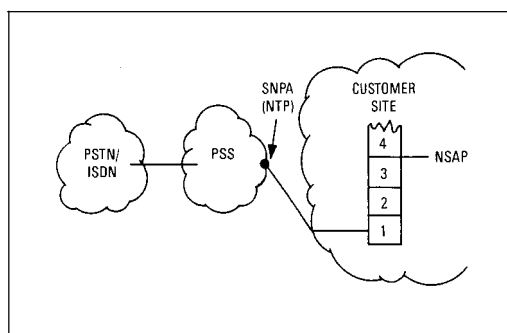 SNPA
(NTP)
CUSTOMER
SITE
PSTN/
ISDN
PSS
4
NSAP
3
2
1